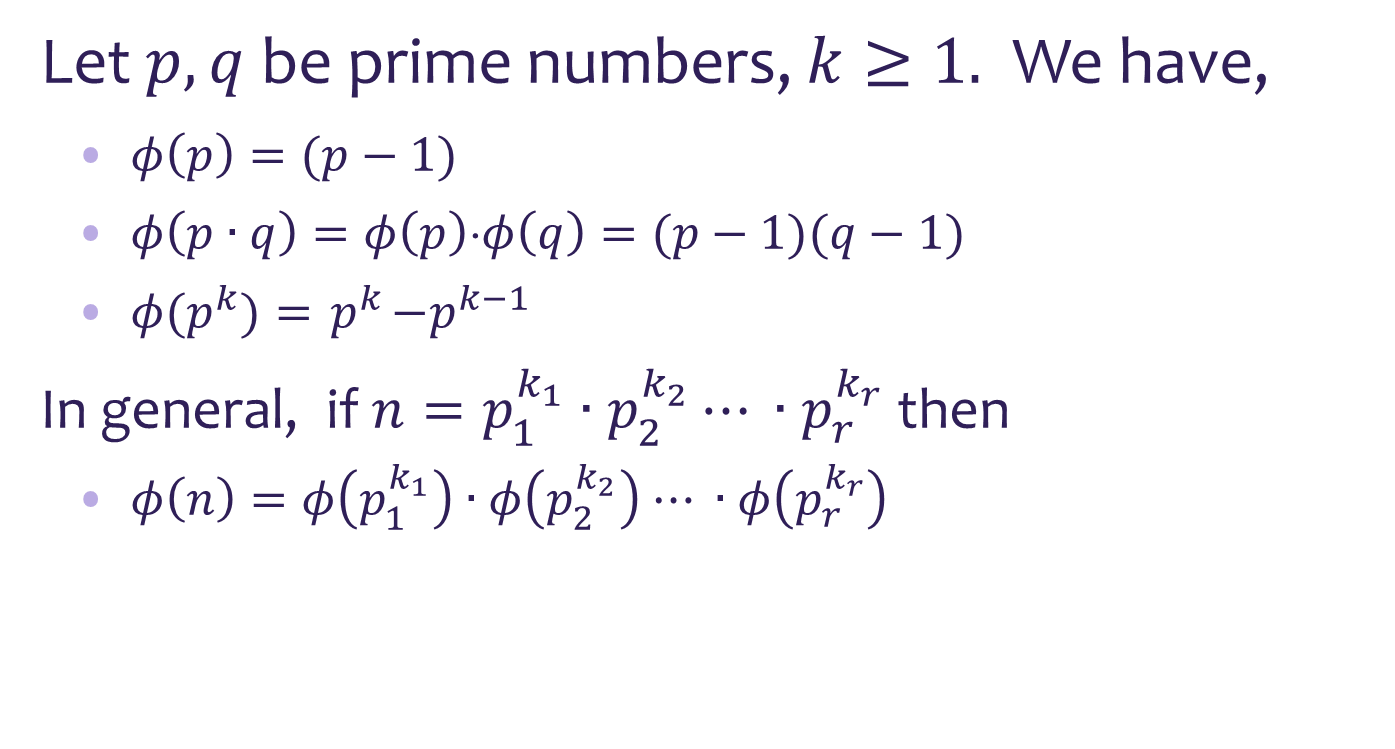 Let 𝑝, 𝑞 be prime numbers, 𝑘 ≥ 1. We have,
• 𝜙(𝑝) = (𝑝 − 1)
• 𝜙(𝑝 · 𝑞) = 𝜙(𝑝)·𝜙(𝑞) = (𝑝 − 1)(𝑞 − 1)
• 𝜙(𝑝^𝑘) = 𝑝^𝑘 −𝑝^{𝑘−1}
In general, if 𝑛 = 𝑝_1^{𝑘_1} · 𝑝_2^{𝑘_2} ⋯ · 𝑝_𝑟^{𝑘_𝑟} then
• 𝜙(𝑛) = 𝜙(𝑝_1^{𝑘_1}) · 𝜙(𝑝_2^{𝑘_2}) ⋯ · 𝜙(𝑝_𝑟^{𝑘_𝑟})